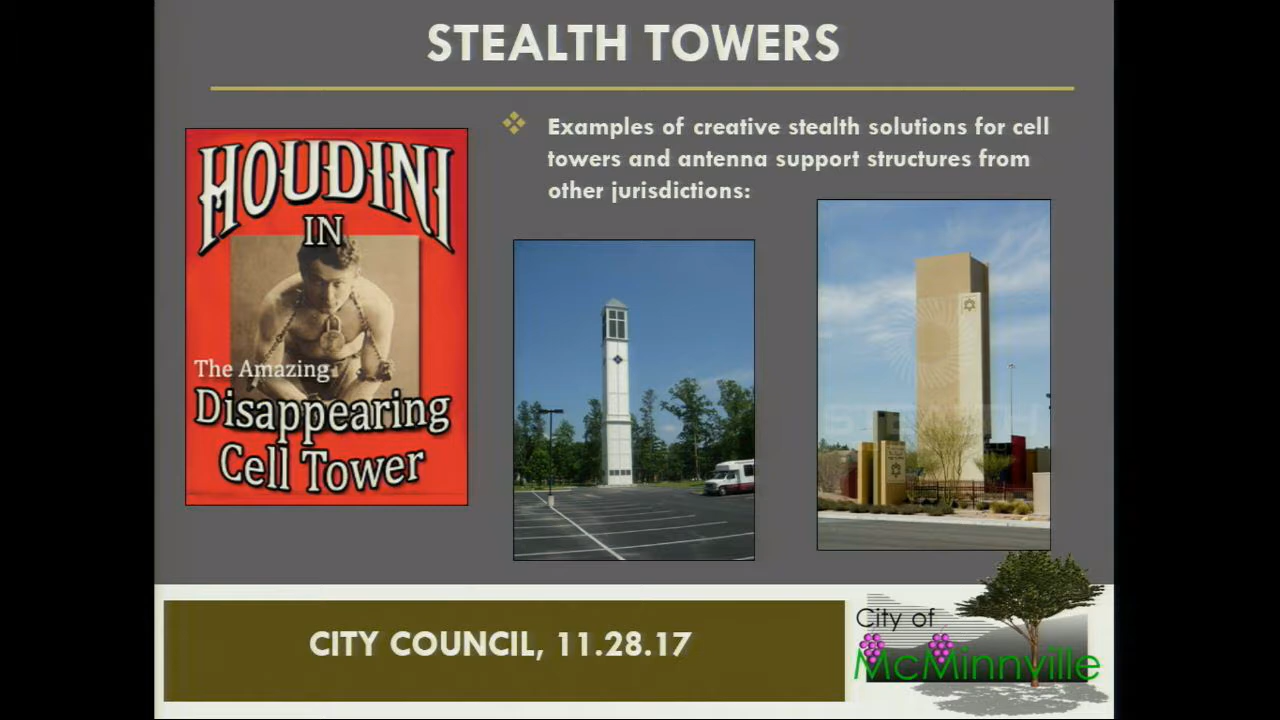 STEALTH TOWERS
HOUDINI
IN
The Amazing
Disappearing
Cell Tower
Examples of creative stealth solutions for cell
towers and antenna support structures from
other jurisdictions:
CITY COUNCIL, 11.28.17
City of
McMinnville